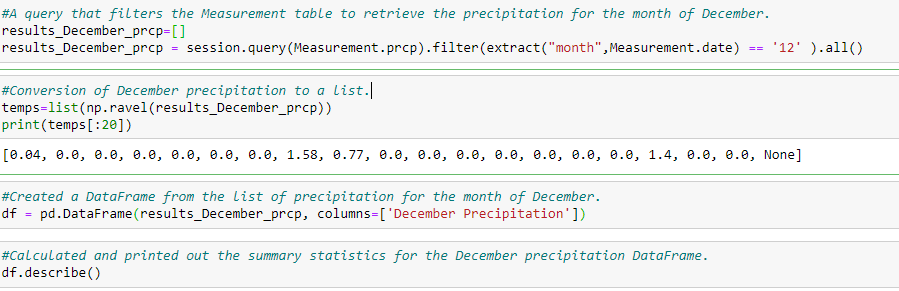 #A query that filters the Measurement table to retrieve the precipitation for the month of December.
results_December_prcp=[]
results_December_prcp = session.query(Measurement.prcp).filter(extract("month",Measurement.date) == '12' ).all()
#Conversion of December precipitation to a list.
temps=list(np.ravel(results_December_prcp))
print(temps[:20])
[0.04, 0.0, 0.0, 0.0, 0.0, 0.0, 0.0, 1.58, 0.77, 0.0, 0.0, 0.0, 0.0, 0.0, 0.0, 0.0, 1.4, 0.0, 0.0, None]
#Created a DataFrame from the list of precipitation for the month of December.
df = pd.DataFrame(results_December_prcp, columns=['December Precipitation'])
#Calculated and printed out the summary statistics for the December precipitation DataFrame.
df.describe()